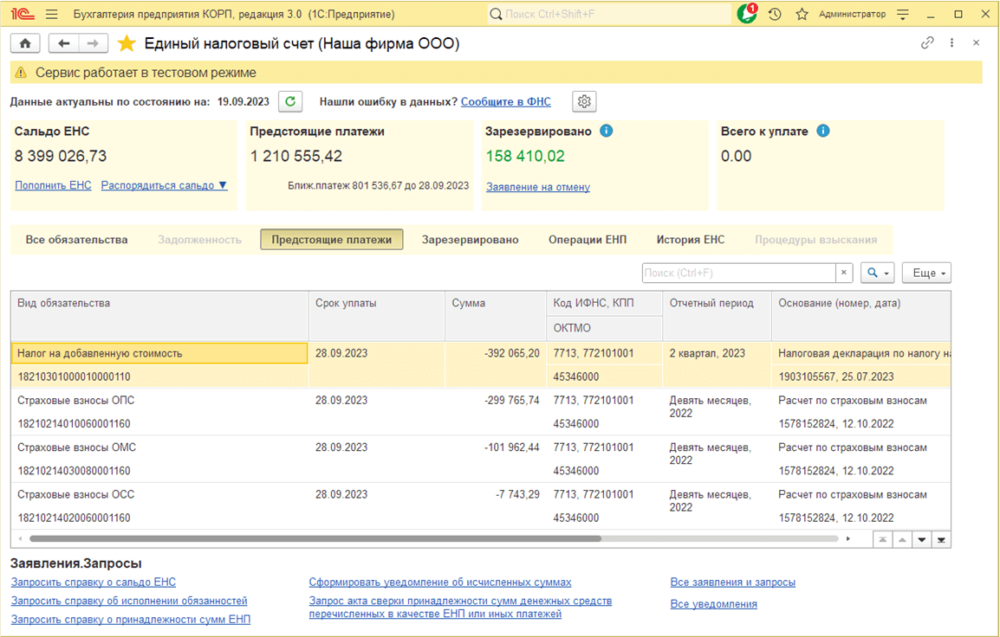 1С Бухгалтерия предприятия КОРП, редакция 3.0 (1С:Предприятие) Поиск Ctrl+Shift+F 1 Администратор
Единый налоговый счет (Наша фирма ООО)
Сервис работает в тестовом режиме
Данные актуальны по состоянию на: 19.09.2023 Нашли ошибку в данных? Сообщите в ФНС
Сальдо ЕНС Предстоящие платежи Зарезервировано Всего к уплате
8 399 026,73 1 210 555,42 158 410,02 0.00
Пополнить ЕНС Распорядиться сальдо ▼ Ближ.платеж 801 536,67 до 28.09.2023 Заявление на отмену
Все обязательства Задолженность Предстоящие платежи Зарезервировано Операции ЕНП История ЕНС Процедуры взыскания
Поиск (Ctrl+F) × Еще
Вид обязательства Срок уплаты Сумма Код ИФНС, КПП Отчетный период Основание (номер, дата)
ОКТМО
Налог на добавленную стоимость 28.09.2023 -392 065,20 7713, 772101001 2 квартал, 2023 Налоговая декларация по налогу на
18210301000010000110 45346000 1903105567, 25.07.2023
Страховые взносы ОПС 28.09.2023 -299 765,74 7713, 772101001 Девять месяцев, Расчет по страховым взносам
2022
18210214010060001160 45346000 1578152824, 12.10.2022
Страховые взносы ОМС 28.09.2023 -101 962,44 7713, 772101001 Девять месяцев, Расчет по страховым взносам
2022
18210214030080001160 45346000 1578152824, 12.10.2022
Страховые взносы ОСС 28.09.2023 -7 743,29 7713, 772101001 Девять месяцев, Расчет по страховым взносам
2022
18210214020060001160 45346000 1578152824, 12.10.2022
Заявления.Запросы
Запросить справку о сальдо ЕНС Сформировать уведомление об исчисленных суммах Все заявления и запросы
Запросить справку об исполнении обязанностей Запрос акта сверки принадлежности сумм денежных средств Все уведомления
Запросить справку о принадлежности сумм ЕНП перечисленных в качестве ЕНП или иных платежей